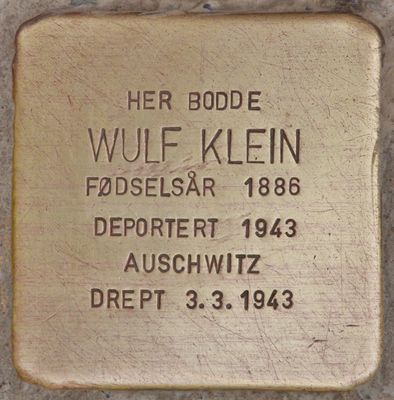 HER BODDE
WULF KLEIN
FØDSELSÅR 1886
DEPORTERT 1943
AUSCHWITZ
DREPT 3.3.1943